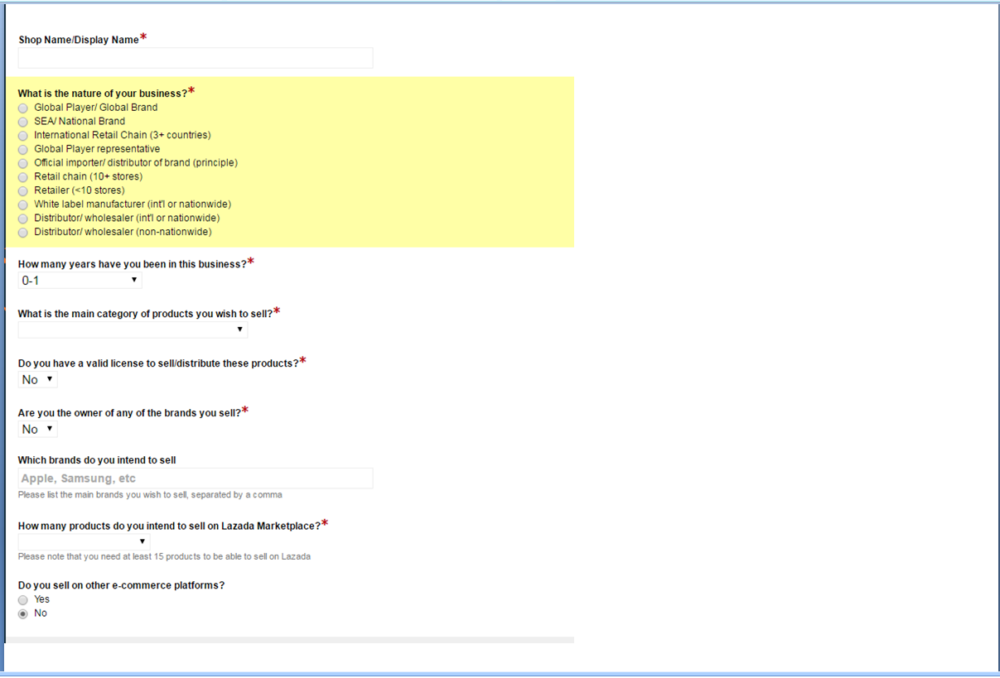 Shop Name/Display Name*
What is the nature of your business?*
Global Player/ Global Brand
SEA/ National Brand
International Retail Chain (3+ countries)
Global Player representative
Official importer/ distributor of brand (principle)
Retail chain (10+ stores)
Retailer (<10 stores)
White label manufacturer (int'l or nationwide)
Distributor/ wholesaler (int'l or nationwide)
Distributor/ wholesaler (non-nationwide)
How many years have you been in this business?*
0-1
What is the main category of products you wish to sell?*
Do you have a valid license to sell/distribute these products?*
No
Are you the owner of any of the brands you sell?*
No
Which brands do you intend to sell
Apple, Samsung, etc
Please list the main brands you wish to sell, separated by a comma
How many products do you intend to sell on Lazada Marketplace?*
Please note that you need at least 15 products to be able to sell on Lazada
Do you sell on other e-commerce platforms?
Yes
No